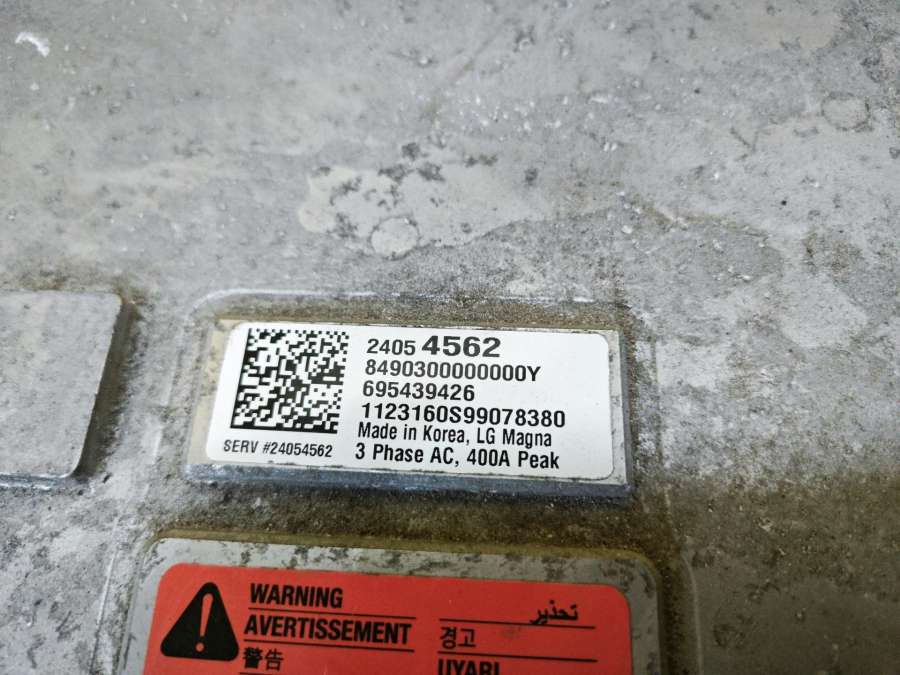 2405 4562
8490300000000Y
695439426
1123160S99078380
Made in Korea, LG Magna
SERV #24054562
3 Phase AC, 400A Peak
WARNING
تحذير
AVERTISSEMENT
경고
警告
UYARI